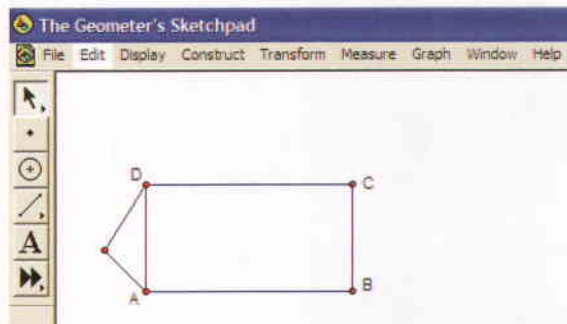 The Geometer's Sketchpad
File Edit Display Construct Transform Measure Graph Window Help
D
C
A
A
B